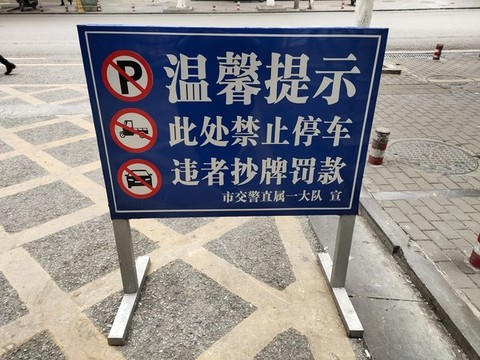 P
温馨提示
此处禁止停车
违者抄牌罚款
市交警直属一大队 宣